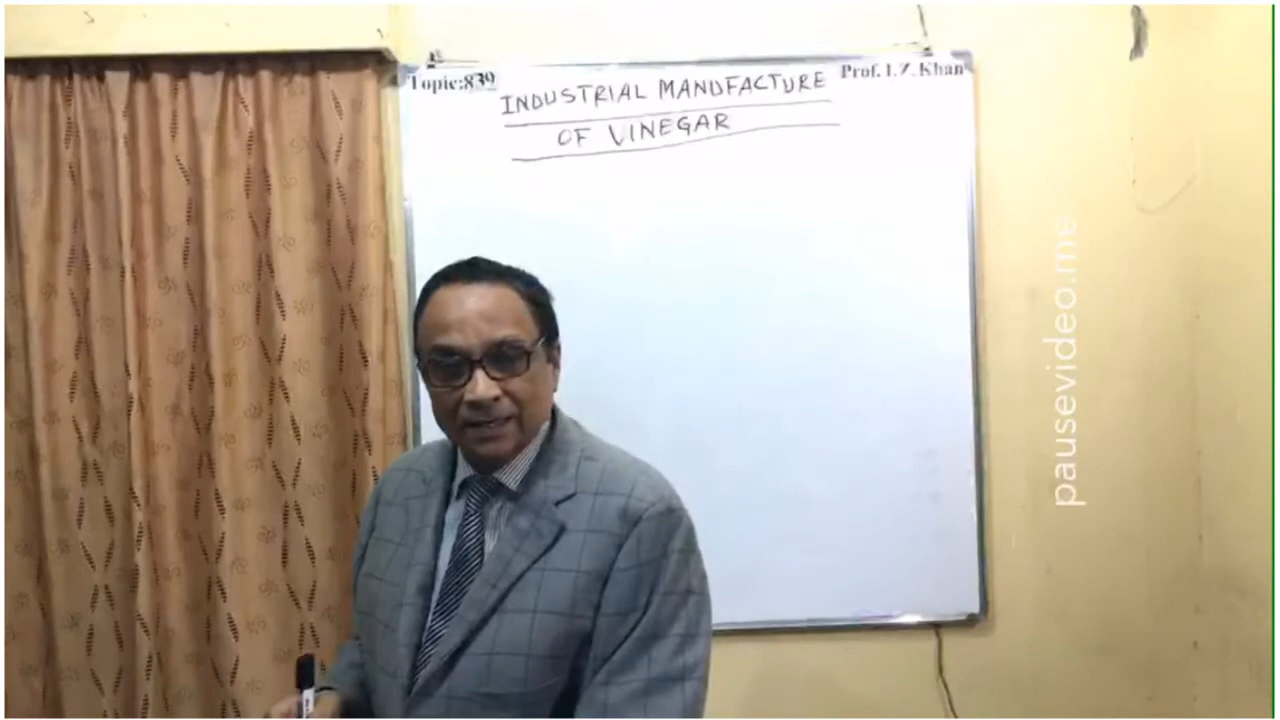 Topic:839
Prof. I.Z. Khan
INDUSTRIAL MANUFACTURE
OF VINEGAR
pausevideo.me